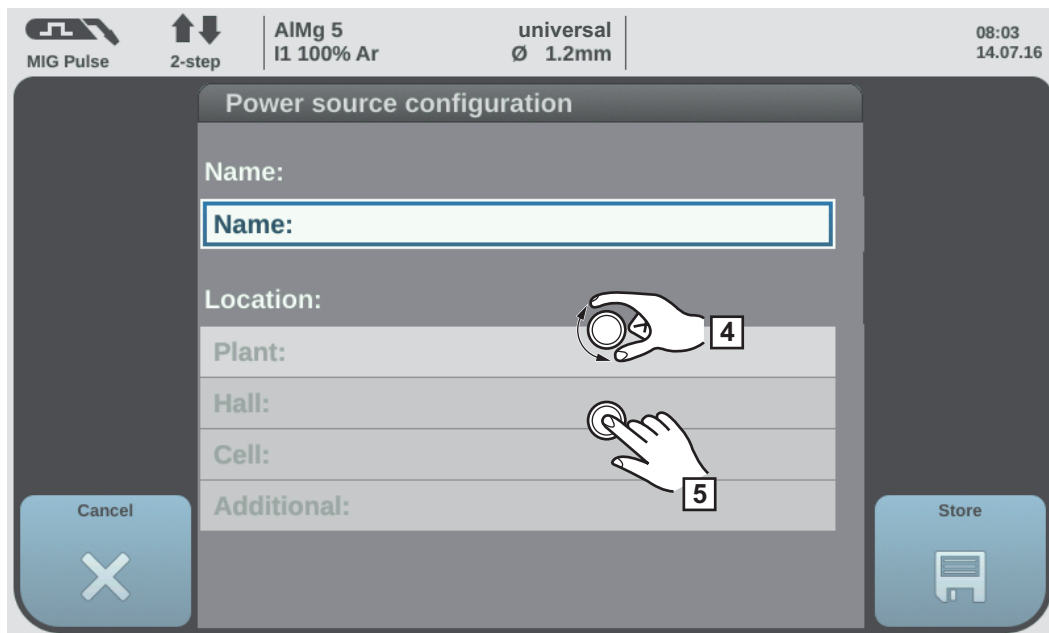 MIG Pulse
2-step
AlMg 5
I1 100% Ar
universal
Ø 1.2mm
08:03
14.07.16
Power source configuration
Name:
Name:
Location:
Plant:
4
Hall:
Cell:
5
Additional:
Cancel
Store